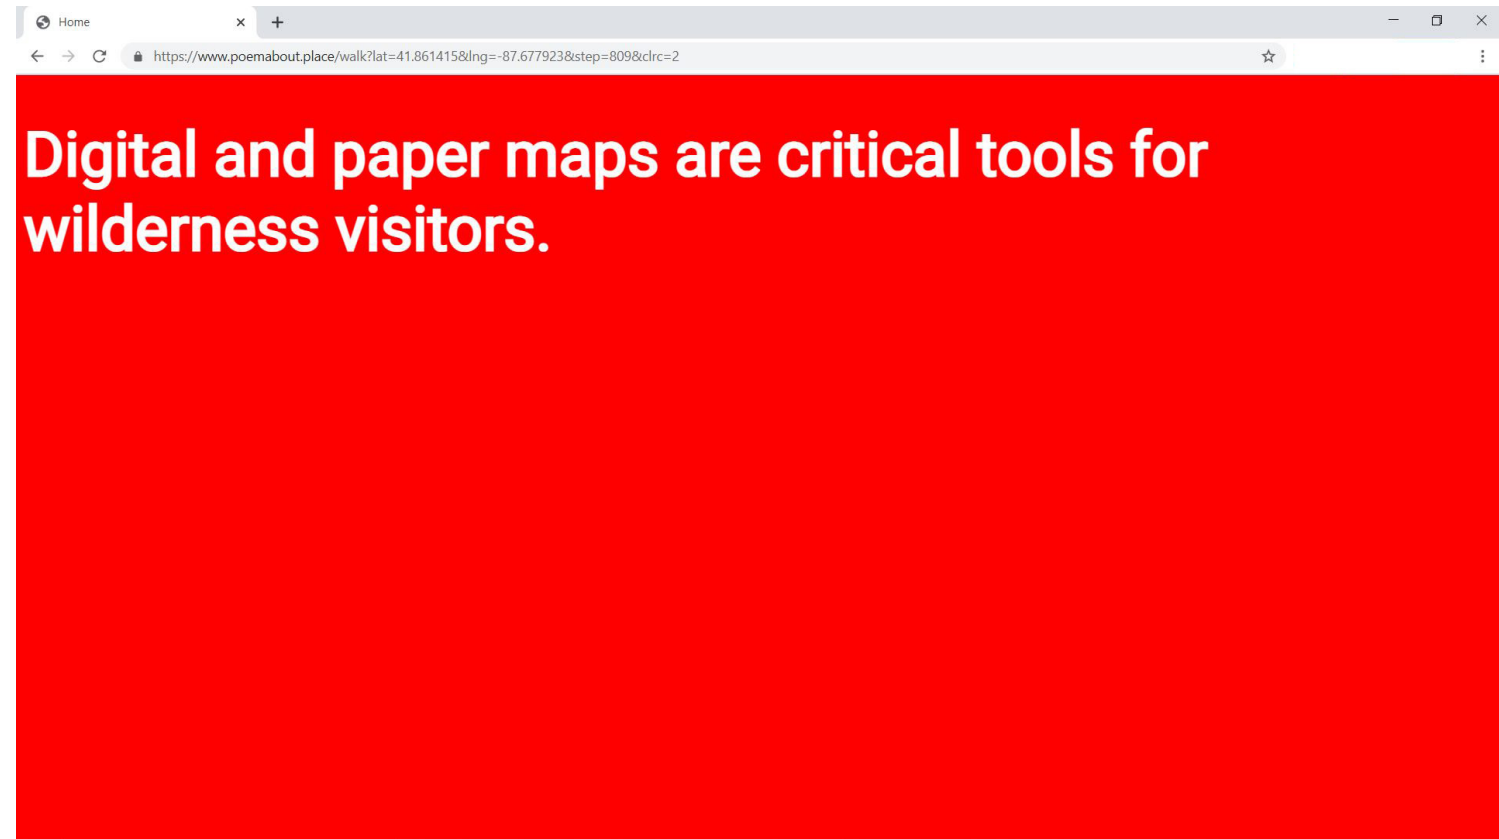 Home
https://www.poemabout.place/walk?lat=41.861415&lng=-87.677923&step=809&clrc=2
Digital and paper maps are critical tools for
wilderness visitors.